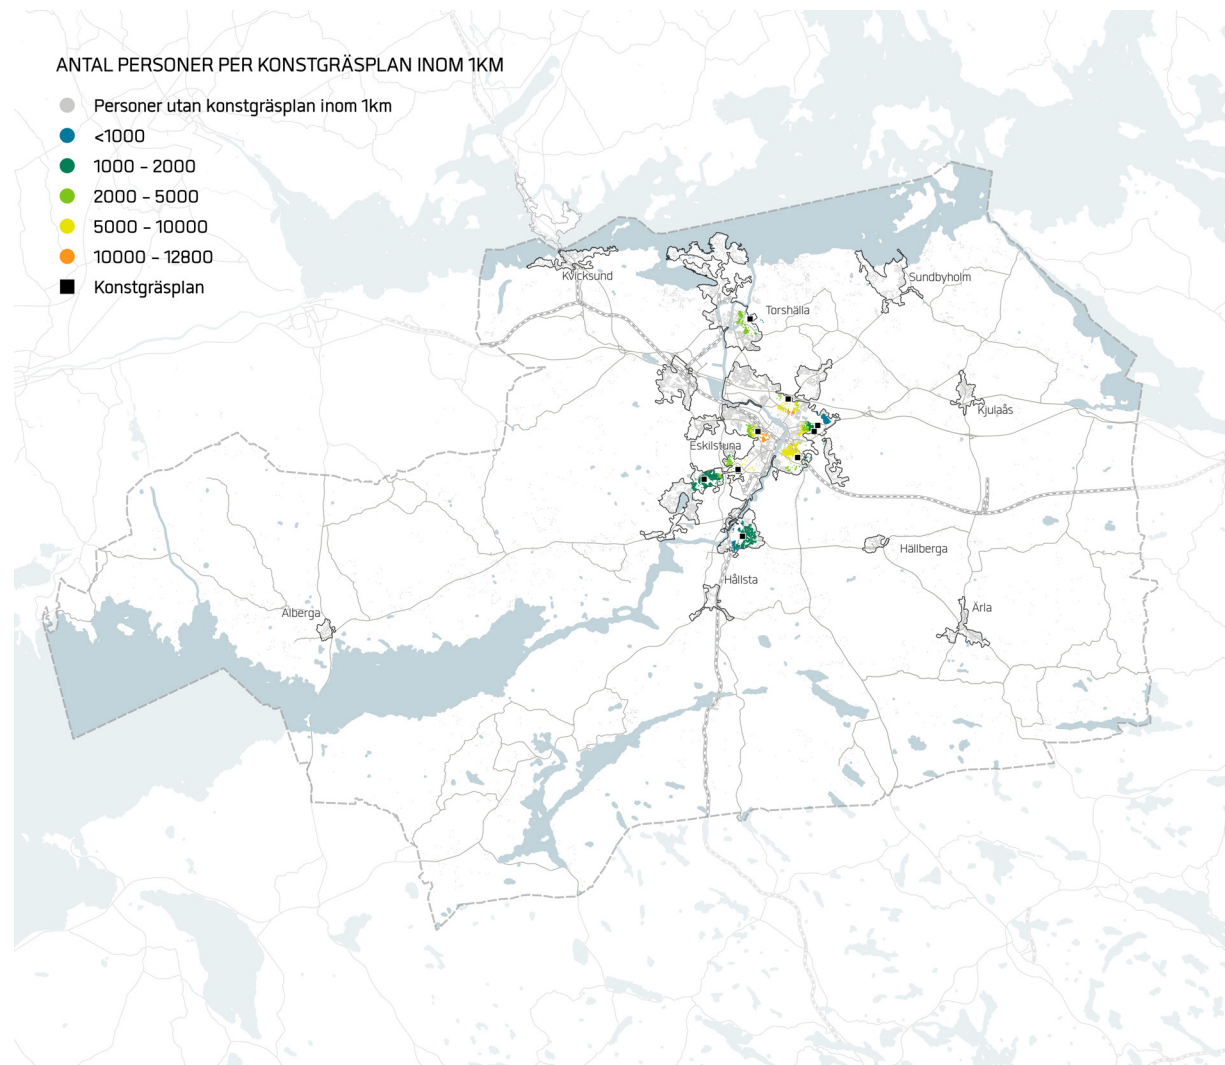 ANTAL PERSONER PER KONSTGRÄSPLAN INOM 1KM
Personer utan konstgräsplan inom 1km
<1000
1000 - 2000
2000 - 5000
5000 - 10000
10000 - 12800
Konstgräsplan
Kvicksund
Sundbyholm
Torshälla
Kjulaås
Eskilstuna
Hällberga
Hållsta
Ärla
Alberga